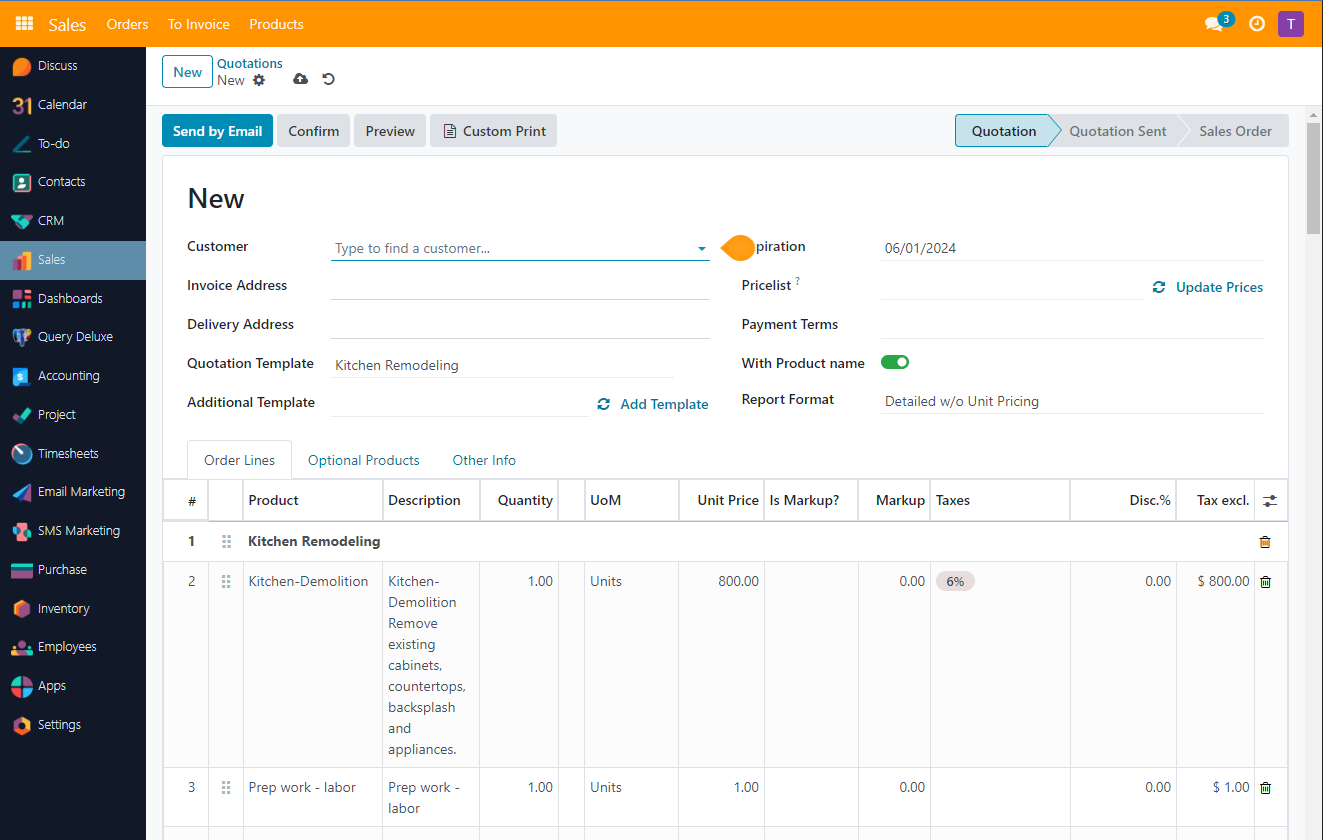 Sales Orders To Invoice Products 3 T
Discuss
31 Calendar
To-do
Contacts
CRM
Sales
Dashboards
Query Deluxe
Accounting
Project
Timesheets
Email Marketing
SMS Marketing
Purchase
Inventory
Employees
Apps
Settings
New Quotations
New
Send by Email Confirm Preview Custom Print Quotation Quotation Sent Sales Order
New
Customer Type to find a customer... piration 06/01/2024
Invoice Address Pricelist ? Update Prices
Delivery Address Payment Terms
Quotation Template Kitchen Remodeling With Product name
Additional Template Add Template Report Format Detailed w/o Unit Pricing
Order Lines Optional Products Other Info
# Product Description Quantity UoM Unit Price Is Markup? Markup Taxes Disc.% Tax excl.
1 Kitchen Remodeling
2 Kitchen-Demolition Kitchen- 1.00 Units 800.00 0.00 6% 0.00 $ 800.00
Demolition
Remove
existing
cabinets,
countertops,
backsplash
and
appliances.
3 Prep work - labor Prep work - 1.00 Units 1.00 0.00 0.00 $ 1.00
labor